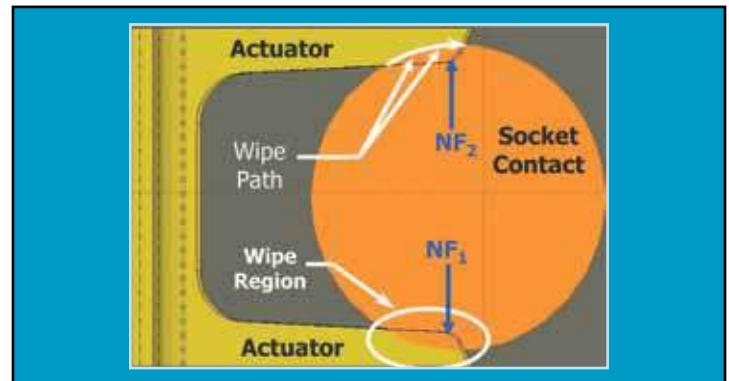 Actuator
Wipe
Path
NF₂
Socket
Contact
Wipe
Region
NF₁
Actuator